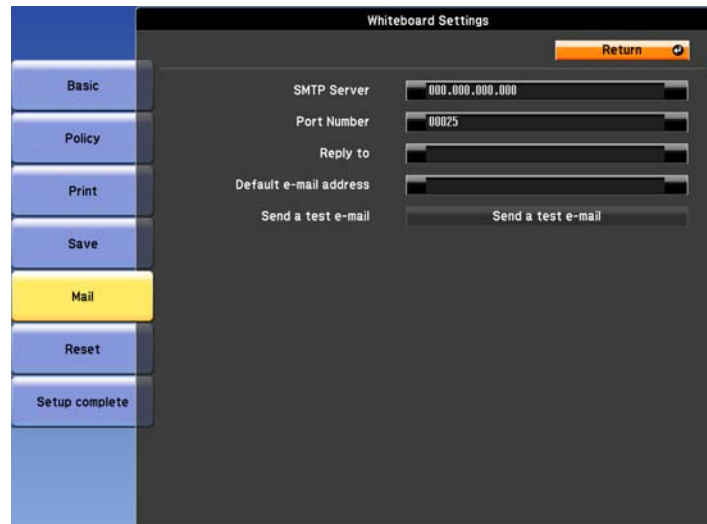 Whiteboard Settings
Return
Basic
Policy
Print
Save
Mail
Reset
Setup complete
SMTP Server 000.000.000.000
Port Number 00025
Reply to
Default e-mail address
Send a test e-mail Send a test e-mail